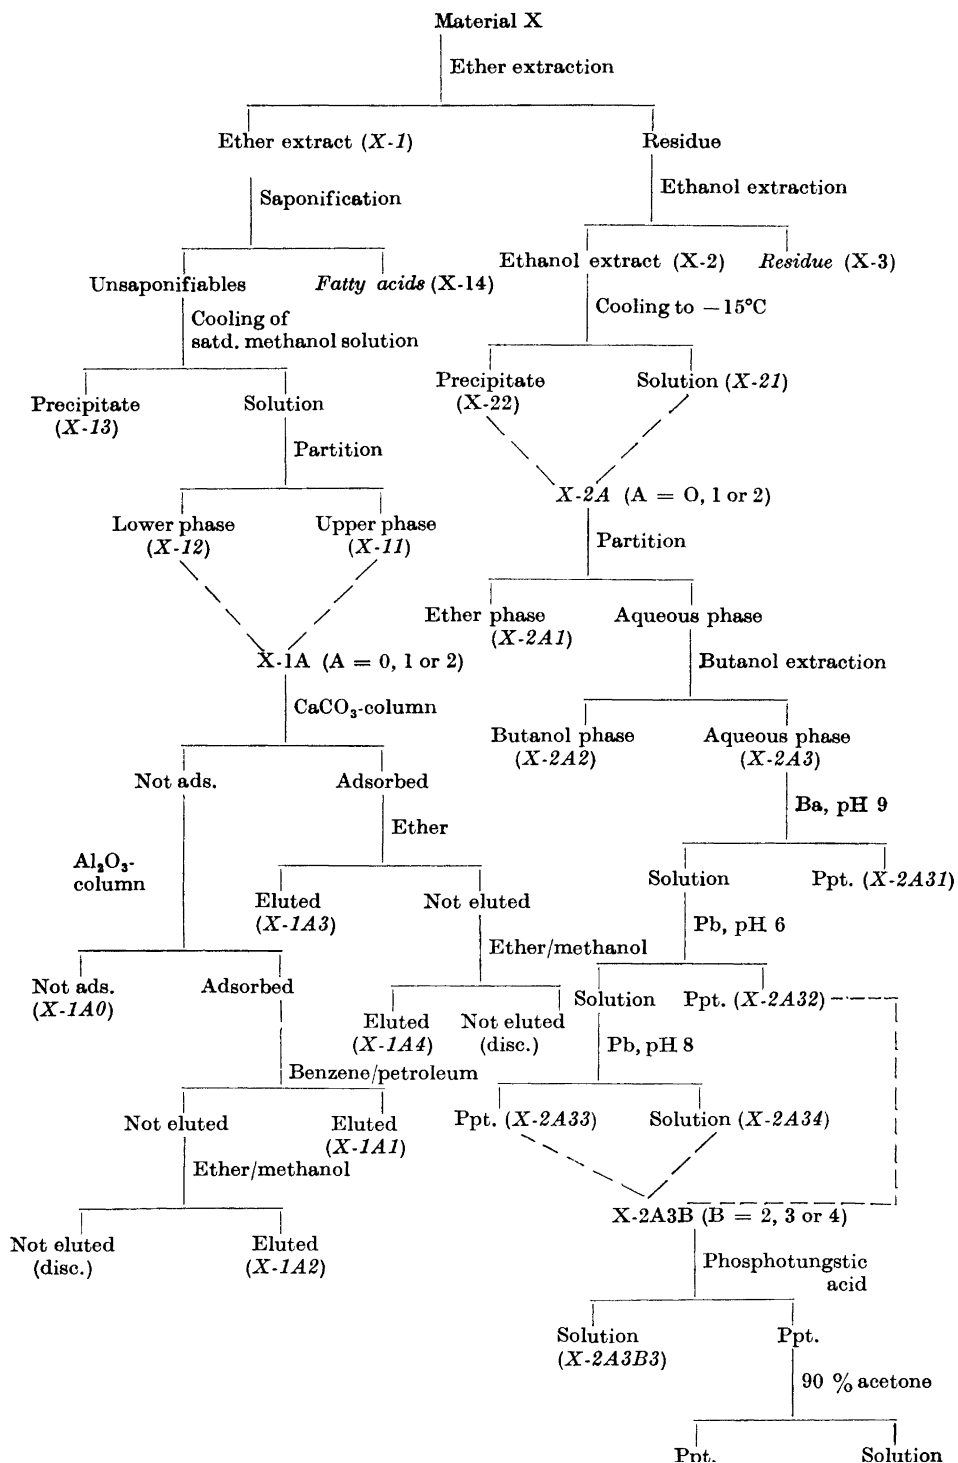 Material X
Ether extraction
Ether extract (X-1)
Residue
Saponification
Ethanol extraction
Unsaponifiables
Fatty acids (X-14)
Ethanol extract (X-2)
Residue (X-3)
Cooling of
satd. methanol solution
Cooling to −15°C
Precipitate
(X-13)
Solution
Precipitate
(X-22)
Solution (X-21)
Partition
Lower phase
(X-12)
Upper phase
(X-11)
X-2A (A = O, 1 or 2)
Partition
Ether phase
(X-2A1)
Aqueous phase
X-1A (A = 0, 1 or 2)
Butanol extraction
CaCO₃-column
Butanol phase
(X-2A2)
Aqueous phase
(X-2A3)
Not ads.
Adsorbed
Ba, pH 9
Ether
Al₂O₃-
column
Solution
Ppt. (X-2A31)
Eluted
(X-1A3)
Not eluted
Pb, pH 6
Ether/methanol
Not ads.
(X-1A0)
Adsorbed
Solution
Ppt. (X-2A32)
Eluted
(X-1A4)
Not eluted
(disc.)
Pb, pH 8
Benzene/petroleum
Not eluted
Eluted
(X-1A1)
Ppt. (X-2A33)
Solution (X-2A34)
Ether/methanol
X-2A3B (B = 2, 3 or 4)
Not eluted
(disc.)
Eluted
(X-1A2)
Phosphotungstic
acid
Solution
(X-2A3B3)
Ppt.
90 % acetone
Ppt.
Solution